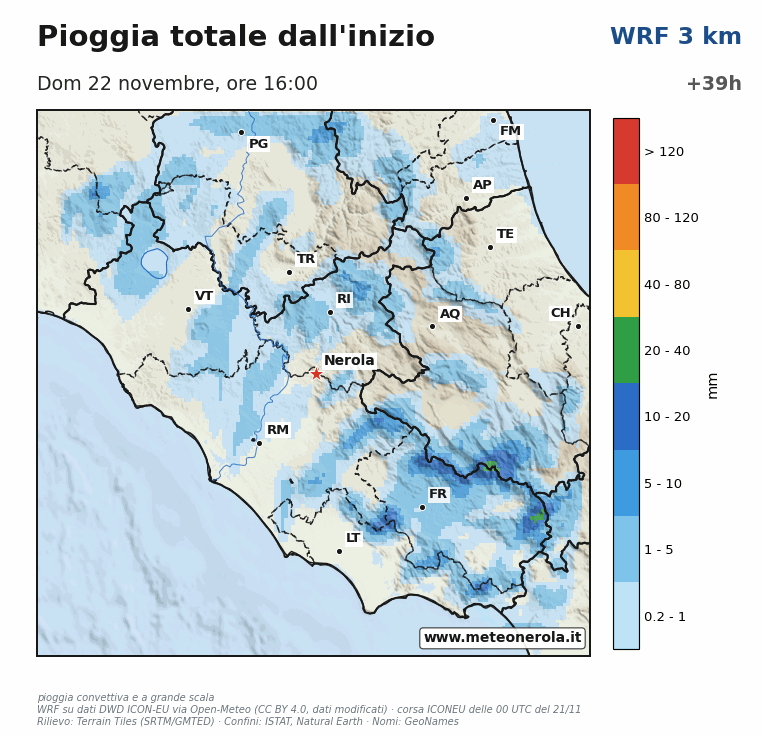 Pioggia totale dall'inizio
WRF 3 km
Dom 22 novembre, ore 16:00
+39h
FM
PG
AP
TE
TR
VT
RI
AQ
CH
Nerola
RM
FR
LT
www.meteonerola.it
> 120
80 - 120
40 - 80
20 - 40
10 - 20
5 - 10
1 - 5
0.2 - 1
mm
pioggia convettiva e a grande scala
WRF su dati DWD ICON-EU via Open-Meteo (CC BY 4.0, dati modificati) · corsa ICONEU delle 00 UTC del 21/11
Rilievo: Terrain Tiles (SRTM/GMTED) · Confini: ISTAT, Natural Earth · Nomi: GeoNames